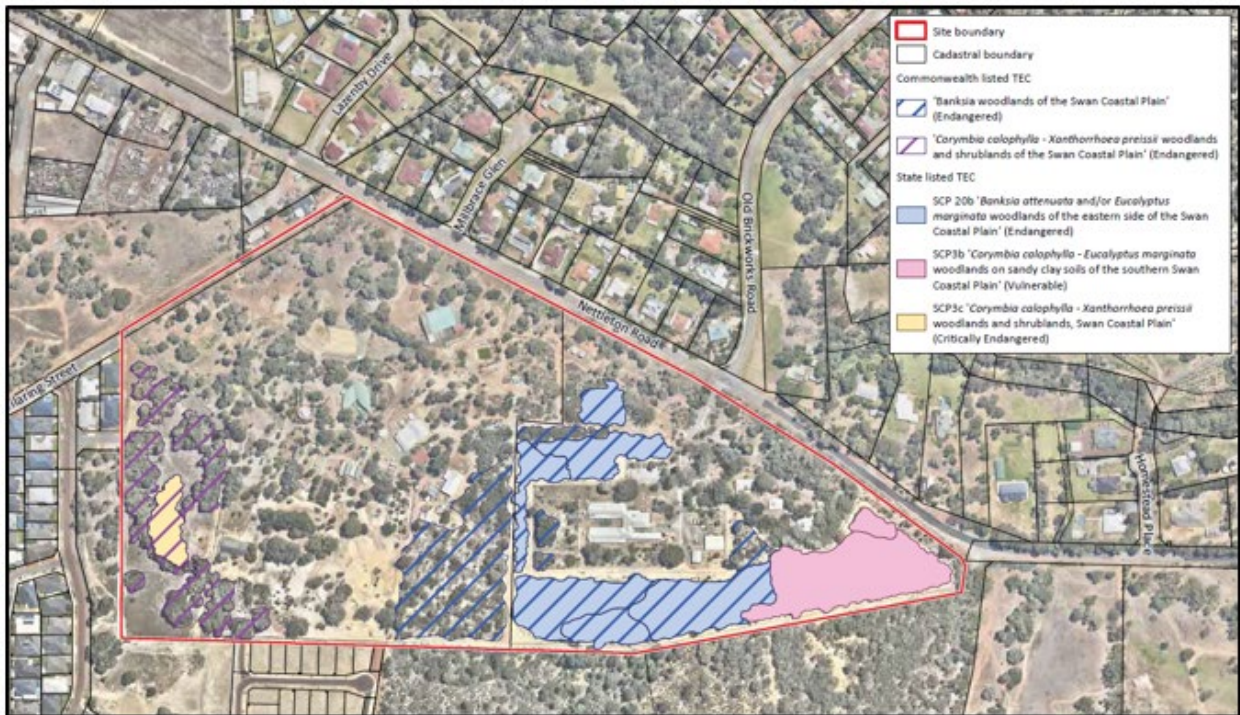 Site boundary
Cadastral boundary
Commonwealth listed TEC
'Banksia woodlands of the Swan Coastal Plain'
(Endangered)
'Corymbia calophylla - Xanthorrhoea preissii woodlands
and shrublands of the Swan Coastal Plain' (Endangered)
State listed TEC
SCP 20b 'Banksia attenuata and/or Eucalyptus
marginata woodlands of the eastern side of the Swan
Coastal Plain' (Endangered)
SCP3b 'Corymbia calophylla - Eucalyptus marginata
woodlands on sandy clay soils of the southern Swan
Coastal Plain' (Vulnerable)
SCP3c 'Corymbia calophylla - Xanthorrhoea preissii
woodlands and shrublands, Swan Coastal Plain'
(Critically Endangered)
Lazenby Drive
Millbrace Glen
Old Brickworks Road
Nettleton Road
Street
Homestead Place